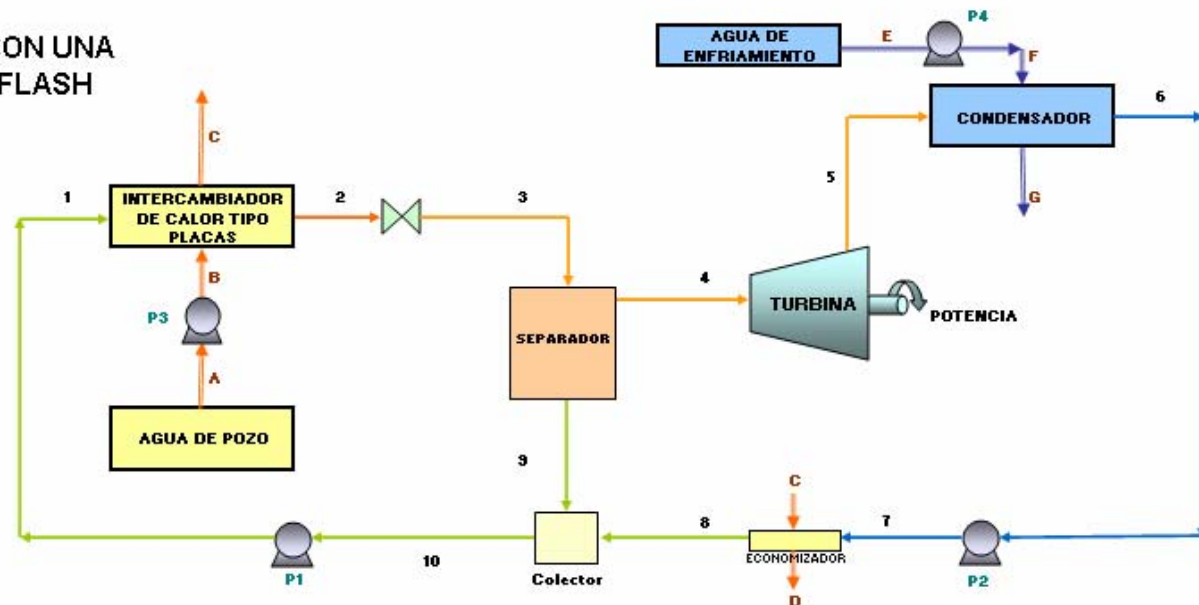 ON UNA
FLASH
AGUA DE
ENFRIAMIENTO
E
P4
F
CONDENSADOR
6
G
5
C
1
INTERCAMBIADOR
DE CALOR TIPO
PLACAS
2
3
B
P3
A
AGUA DE POZO
SEPARADOR
4
TURBINA
POTENCIA
9
C
8
7
ECONOMIZADOR
D
P2
Colector
10
P1